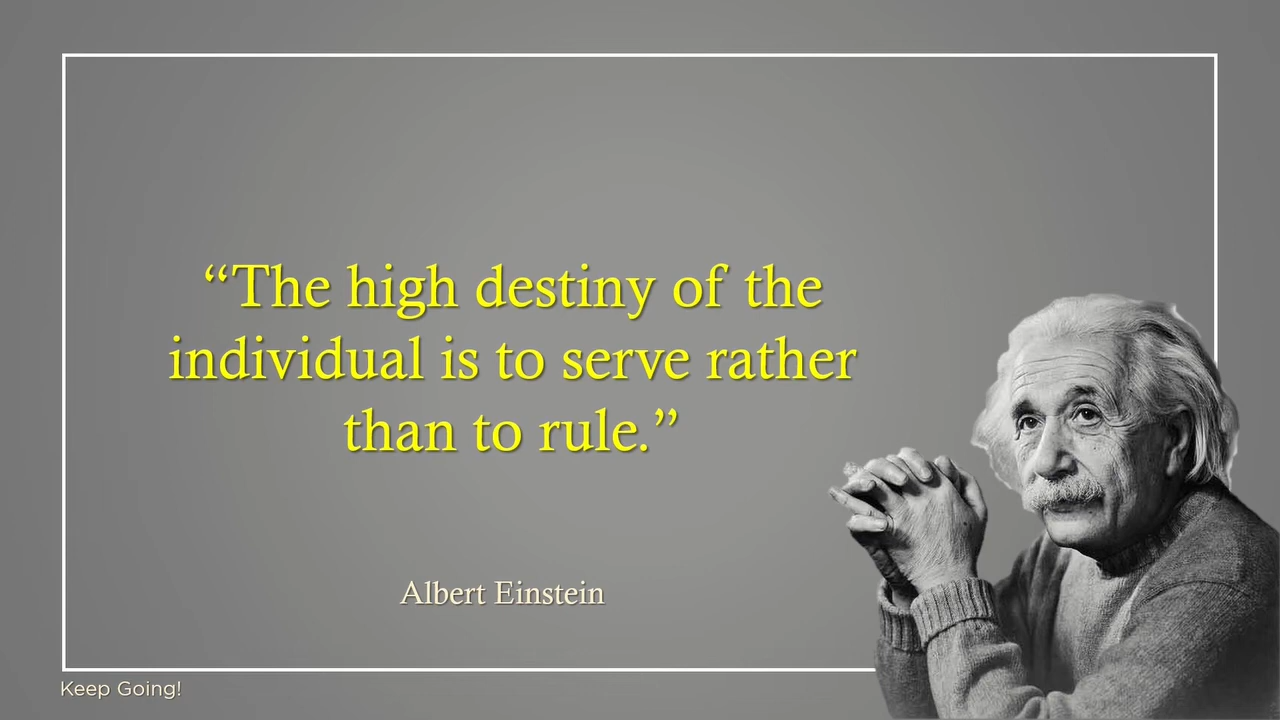 “The high destiny of the
individual is to serve rather
than to rule.”
Albert Einstein
Keep Going!